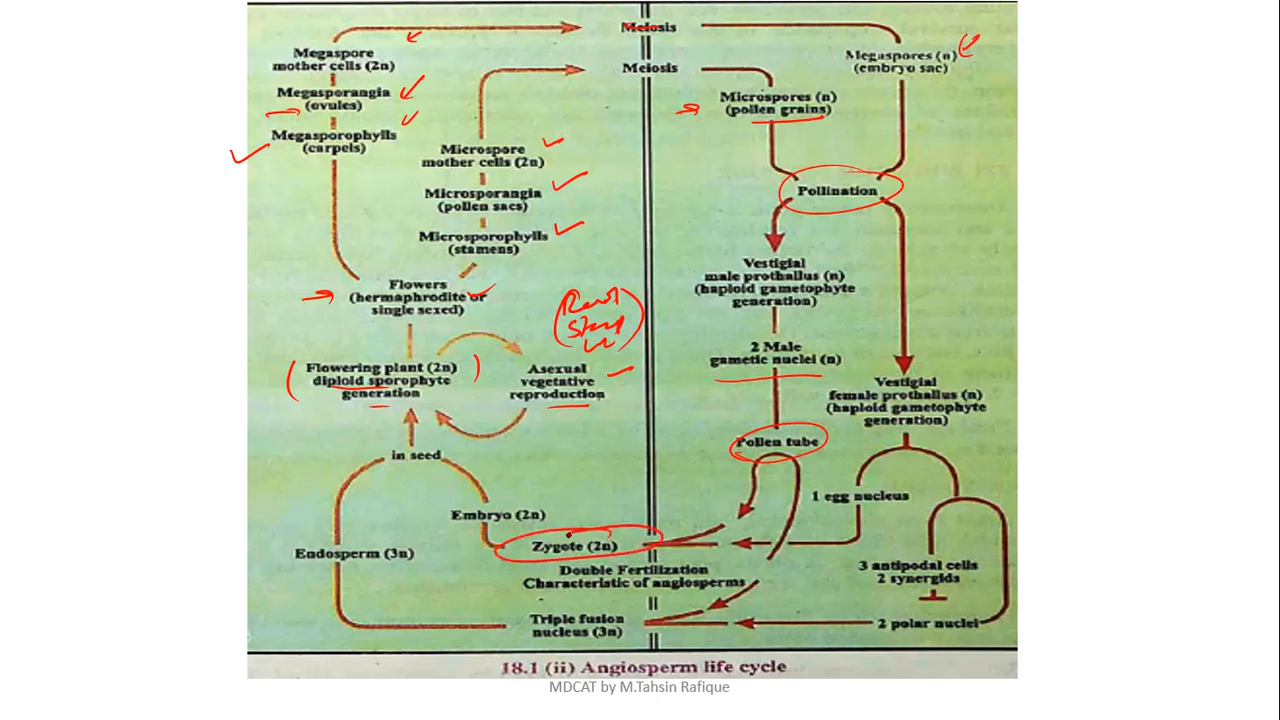 Meiosis
Megaspore
mother cells (2n)
Megaspores (n)
(embryo sac)
Meiosis
Megasporangia
(ovules)
Microspores (n)
(pollen grains)
Megasporophylls
(carpels)
Microspore
mother cells (2n)
Pollination
Microsporangia
(pollen sacs)
Microsporophylls
(stamens)
Vestigial
male prothallus (n)
(haploid gametophyte
generation)
Flowers
(hermaphrodite or
single sexed)
2 Male
gametic nuclei (n)
Flowering plant (2n)
diploid sporophyte
generation
Asexual
vegetative
reproduction
Vestigial
female prothallus (n)
(haploid gametophyte
generation)
Pollen tube
in seed
1 egg nucleus
Embryo (2n)
Endosperm (3n)
Zygote (2n)
Double Fertilization
Characteristic of angiosperms
3 antipodal cells
2 synergids
Triple fusion
nucleus (3n)
2 polar nuclei
18.1 (ii) Angiosperm life cycle
MDCAT by M.Tahsin Rafique